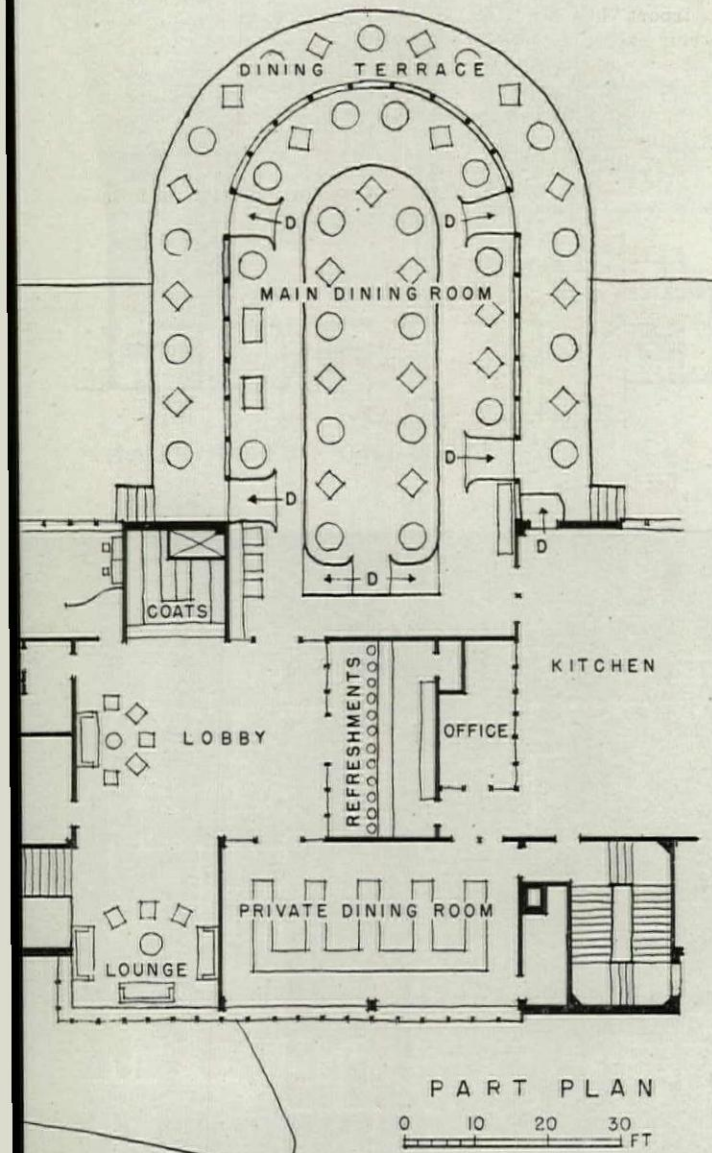 DINING TERRACE
D
D
MAIN DINING ROOM
D
D
D
D
COATS
REFRESHMENTS
KITCHEN
OFFICE
LOBBY
PRIVATE DINING ROOM
LOUNGE
PART PLAN
0 10 20 30 FT